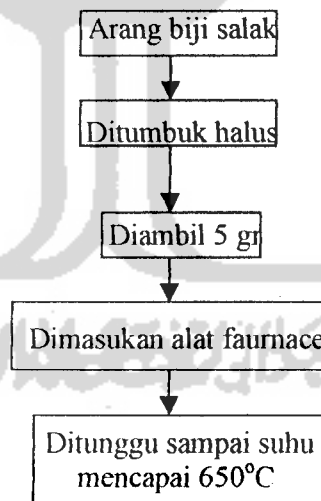 Arang biji salak
Ditumbuk halus
Diambil 5 gr
Dimasukan alat faurnace
Ditunggu sampai suhu
mencapai 650°C